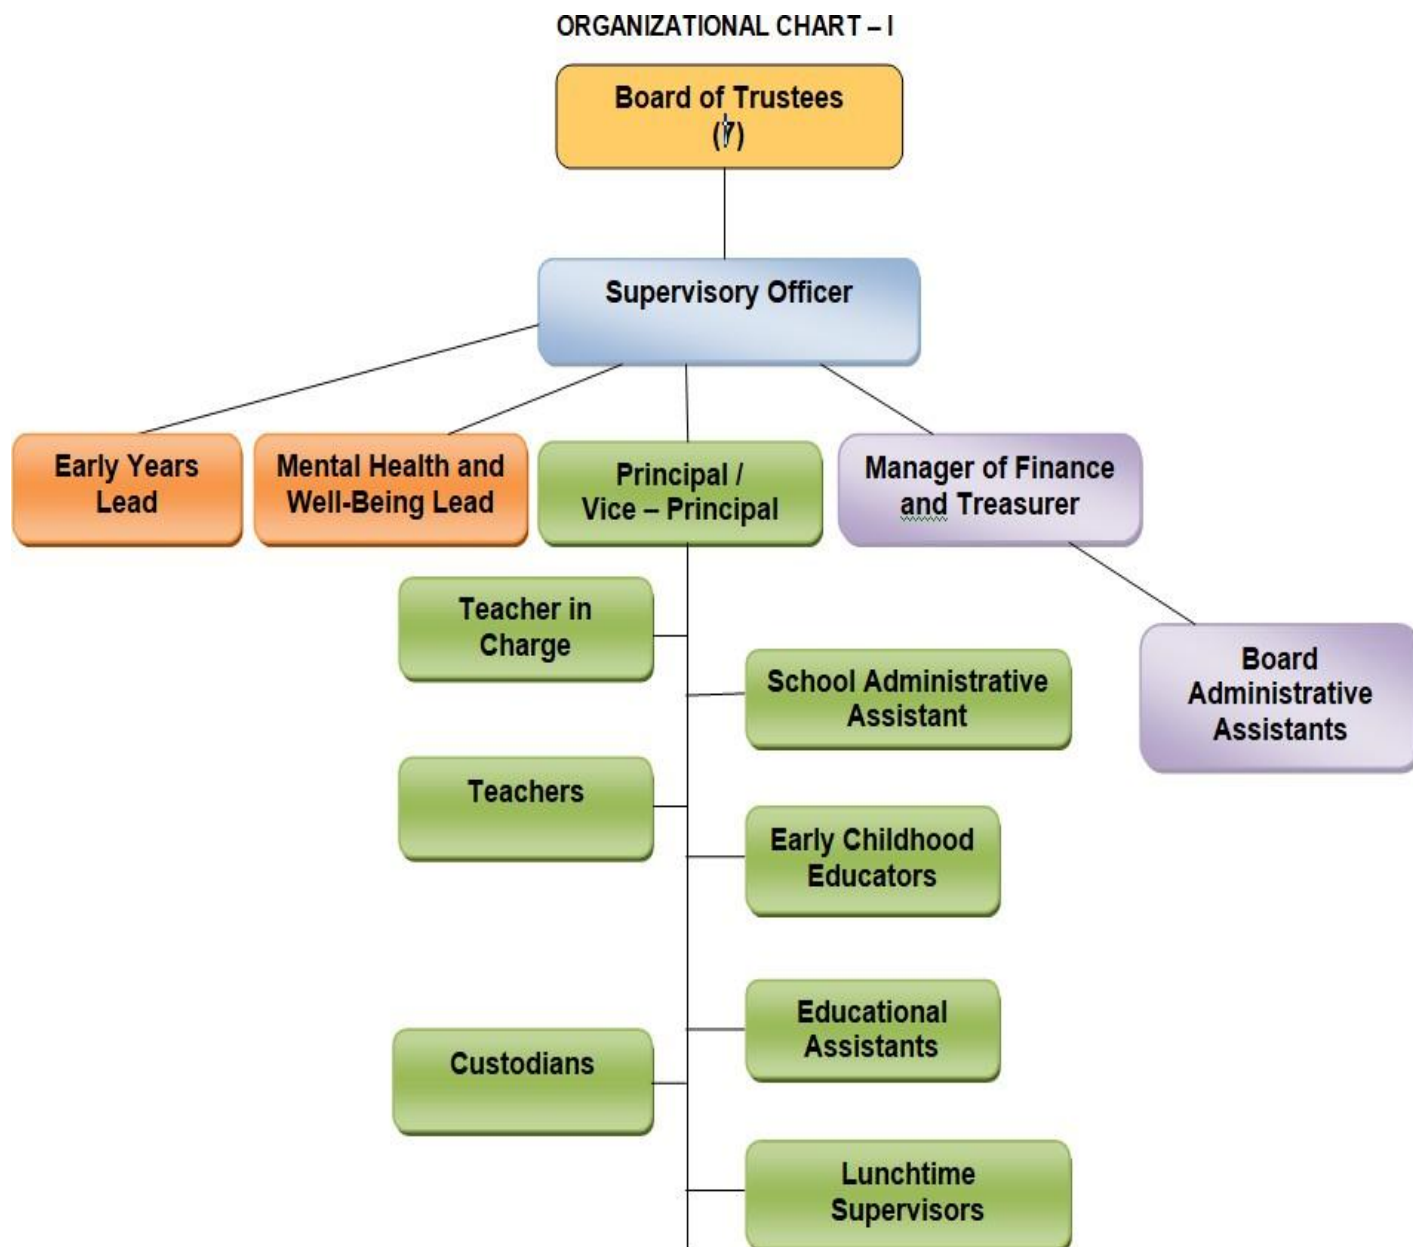 ORGANIZATIONAL CHART – I
Board of Trustees
(7)
Supervisory Officer
Early Years
Lead
Mental Health and
Well-Being Lead
Principal /
Vice – Principal
Manager of Finance
and Treasurer
Teacher in
Charge
School Administrative
Assistant
Board
Administrative
Assistants
Teachers
Early Childhood
Educators
Educational
Assistants
Custodians
Lunchtime
Supervisors